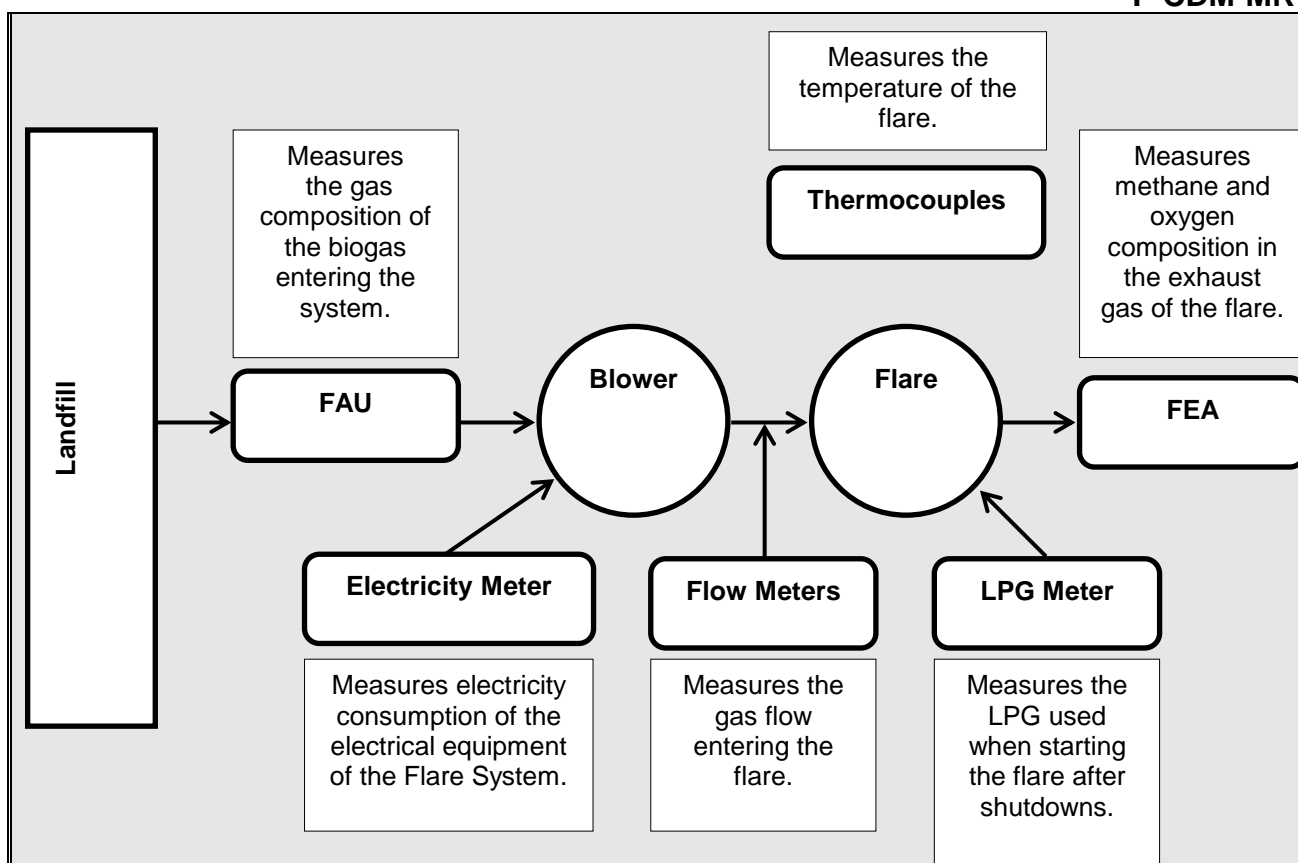 Measures the
temperature of the
flare.
Thermocouples
Measures
the gas
composition of
the biogas
entering the
system.
Measures
methane and
oxygen
composition in
the exhaust
gas of the flare.
Landfill
FAU
Blower
Flare
FEA
Electricity Meter
Flow Meters
LPG Meter
Measures electricity
consumption of the
electrical equipment
of the Flare System.
Measures the
gas flow
entering the
flare.
Measures the
LPG used
when starting
the flare after
shutdowns.